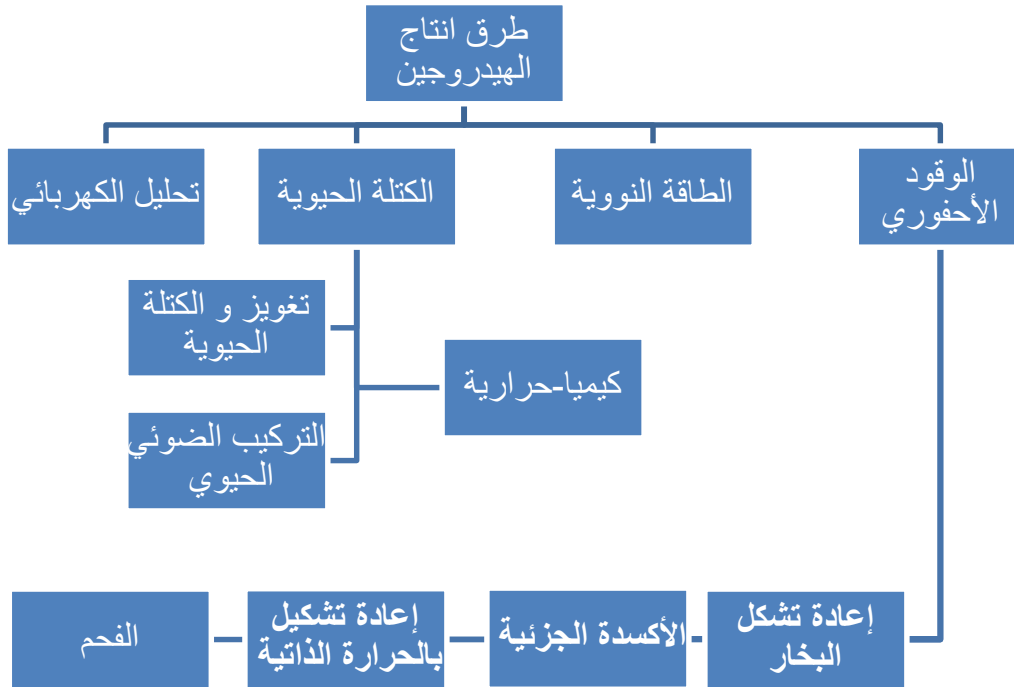 طرق انتاج
الهيدروجين
الوقود
الأحفوري
الطاقة النووية
الكتلة الحيوية
تحليل الكهربائي
تغويز و الكتلة
الحيوية
كيميا-حرارية
التركيب الضوئي
الحيوي
إعادة تشكل
البخار
الأكسدة الجزئية
إعادة تشكيل
بالحرارة الذاتية
الفحم